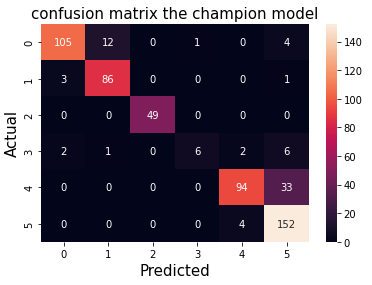 confusion matrix the champion model
0 105 12 0 1 0 4
1 3 86 0 0 0 1
2 0 0 49 0 0 0
3 2 1 0 6 2 6
4 0 0 0 0 94 33
5 0 0 0 0 4 152
0 1 2 3 4 5
Predicted
Actual
140
120
100
80
60
40
20
0